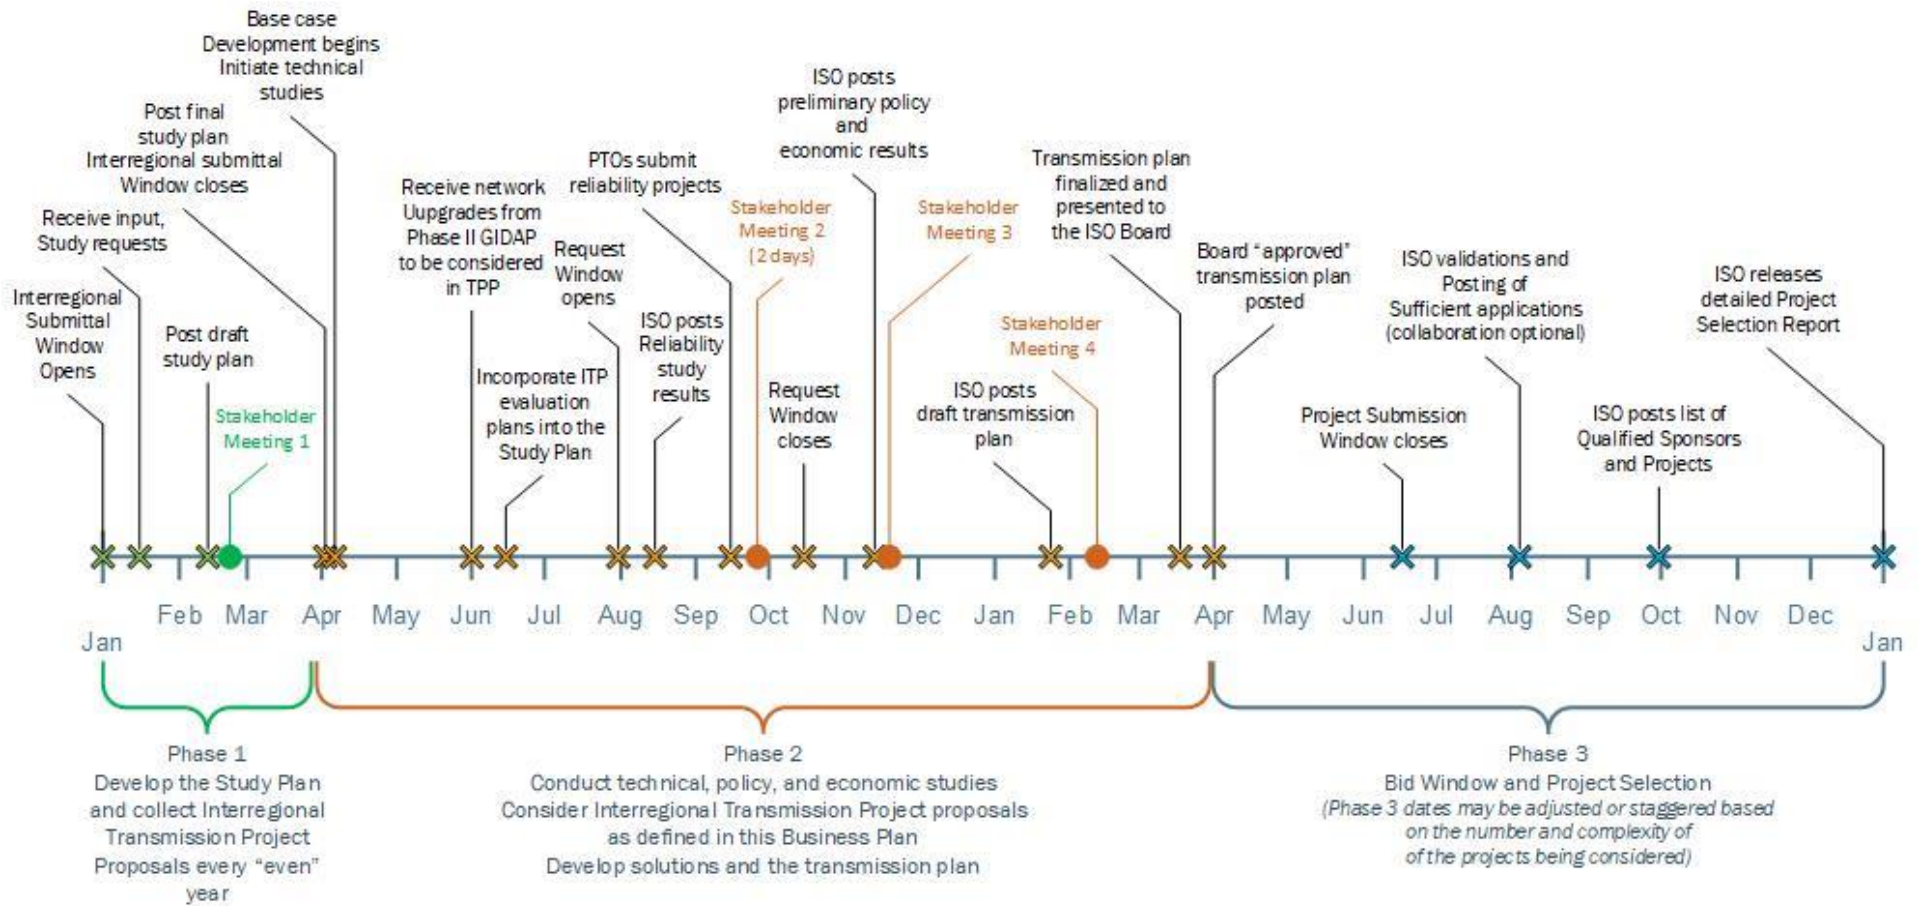 Base case
Development begins
Initiate technical
studies
Post final
study plan
Interregional submittal
Window closes
Receive input,
Study requests
Interregional
Submittal
Window
Opens
Post draft
study plan
Stakeholder
Meeting 1
Receive network
Uupgrades from
Phase II GIDAP
to be considered
in TPP
Incorporate ITP
evaluation
plans into the
Study Plan
Request
Window
opens
PTOs submit
reliability projects
ISO posts
Reliability
study
results
Stakeholder
Meeting 2
(2 days)
Request
Window
closes
ISO posts
preliminary policy
and
economic results
Stakeholder
Meeting 3
ISO posts
draft transmission
plan
Stakeholder
Meeting 4
Transmission plan
finalized and
presented to
the ISO Board
Board “approved”
transmission plan
posted
Project Submission
Window closes
ISO validations and
Posting of
Sufficient applications
(collaboration optional)
ISO posts list of
Qualified Sponsors
and Projects
ISO releases
detailed Project
Selection Report
Jan Feb Mar Apr May Jun Jul Aug Sep Oct Nov Dec Jan Feb Mar Apr May Jun Jul Aug Sep Oct Nov Dec Jan
Phase 1
Develop the Study Plan
and collect Interregional
Transmission Project
Proposals every “even”
year
Phase 2
Conduct technical, policy, and economic studies
Consider Interregional Transmission Project proposals
as defined in this Business Plan
Develop solutions and the transmission plan
Phase 3
Bid Window and Project Selection
(Phase 3 dates may be adjusted or staggered based
on the number and complexity of
of the projects being considered)